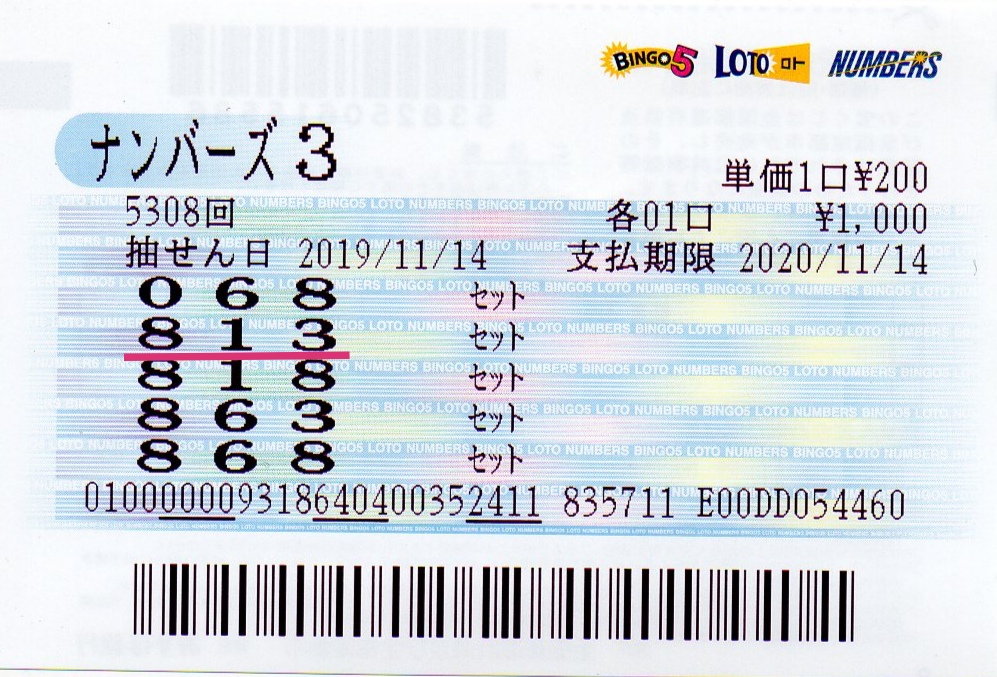 BINGO5 LOTO ロト NUMBERS
ナンバーズ3
単価1口¥200
5308回 各01口 ¥1,000
抽せん日 2019/11/14 支払期限 2020/11/14
068 セット
813 セット
818 セット
863 セット
868 セット
010000009318640400352411 835711 E00DD054460